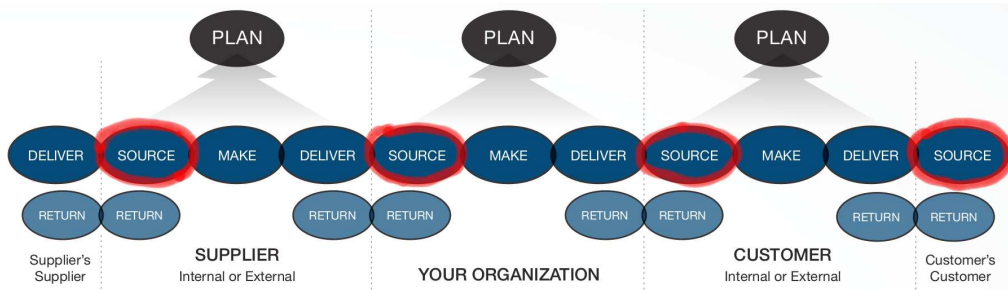 PLAN
PLAN
PLAN
DELIVER SOURCE MAKE DELIVER SOURCE MAKE DELIVER SOURCE MAKE DELIVER SOURCE
RETURN RETURN RETURN RETURN RETURN RETURN RETURN RETURN
Supplier's
Supplier
SUPPLIER
Internal or External
YOUR ORGANIZATION
CUSTOMER
Internal or External
Customer's
Customer